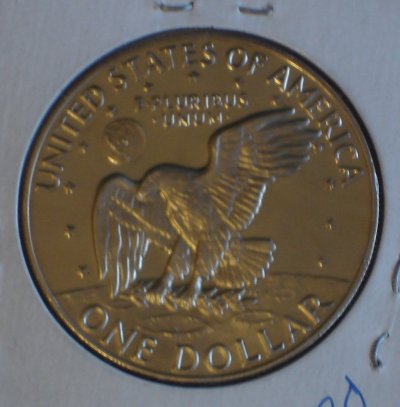 UNITED STATES OF AMERICA
E PLURIBUS
UNUM
ONE DOLLAR